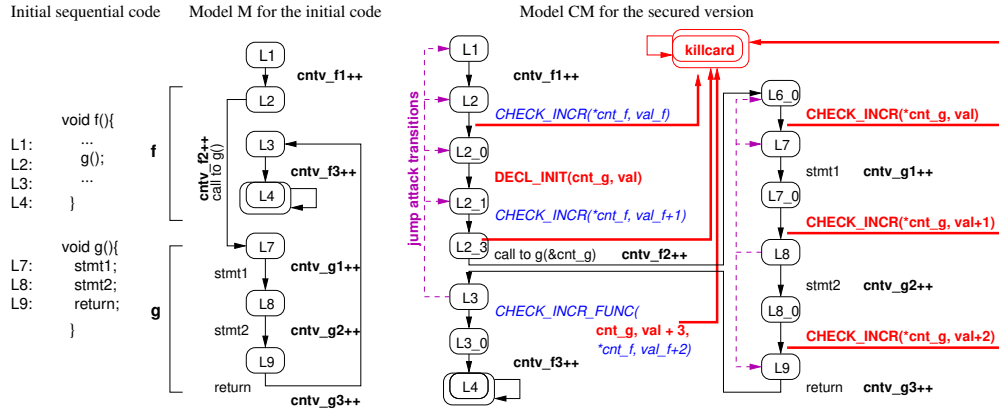 Initial sequential code
Model M for the initial code
Model CM for the secured version
void f(){
L1: ...
L2: g();
L3: ...
L4: }
f
void g(){
L7: stmt1;
L8: stmt2;
L9: return;
}
g
L1
cntv_f1++
L2
cntv_f2++
call to g()
L3
cntv_f3++
L4
L7
stmt1
cntv_g1++
L8
stmt2
cntv_g2++
L9
return
cntv_g3++
jump attack transitions
L1
cntv_f1++
L2
CHECK_INCR(*cnt_f, val_f)
L2_0
DECL_INIT(cnt_g, val)
L2_1
CHECK_INCR(*cnt_f, val_f+1)
L2_3
call to g(&cnt_g)
cntv_f2++
L3
CHECK_INCR_FUNC(
cnt_g, val + 3,
*cnt_f, val_f+2)
L3_0
cntv_f3++
L4
killcard
L6_0
CHECK_INCR(*cnt_g, val)
L7
stmt1
cntv_g1++
L7_0
CHECK_INCR(*cnt_g, val+1)
L8
stmt2
cntv_g2++
L8_0
CHECK_INCR(*cnt_g, val+2)
L9
return
cntv_g3++